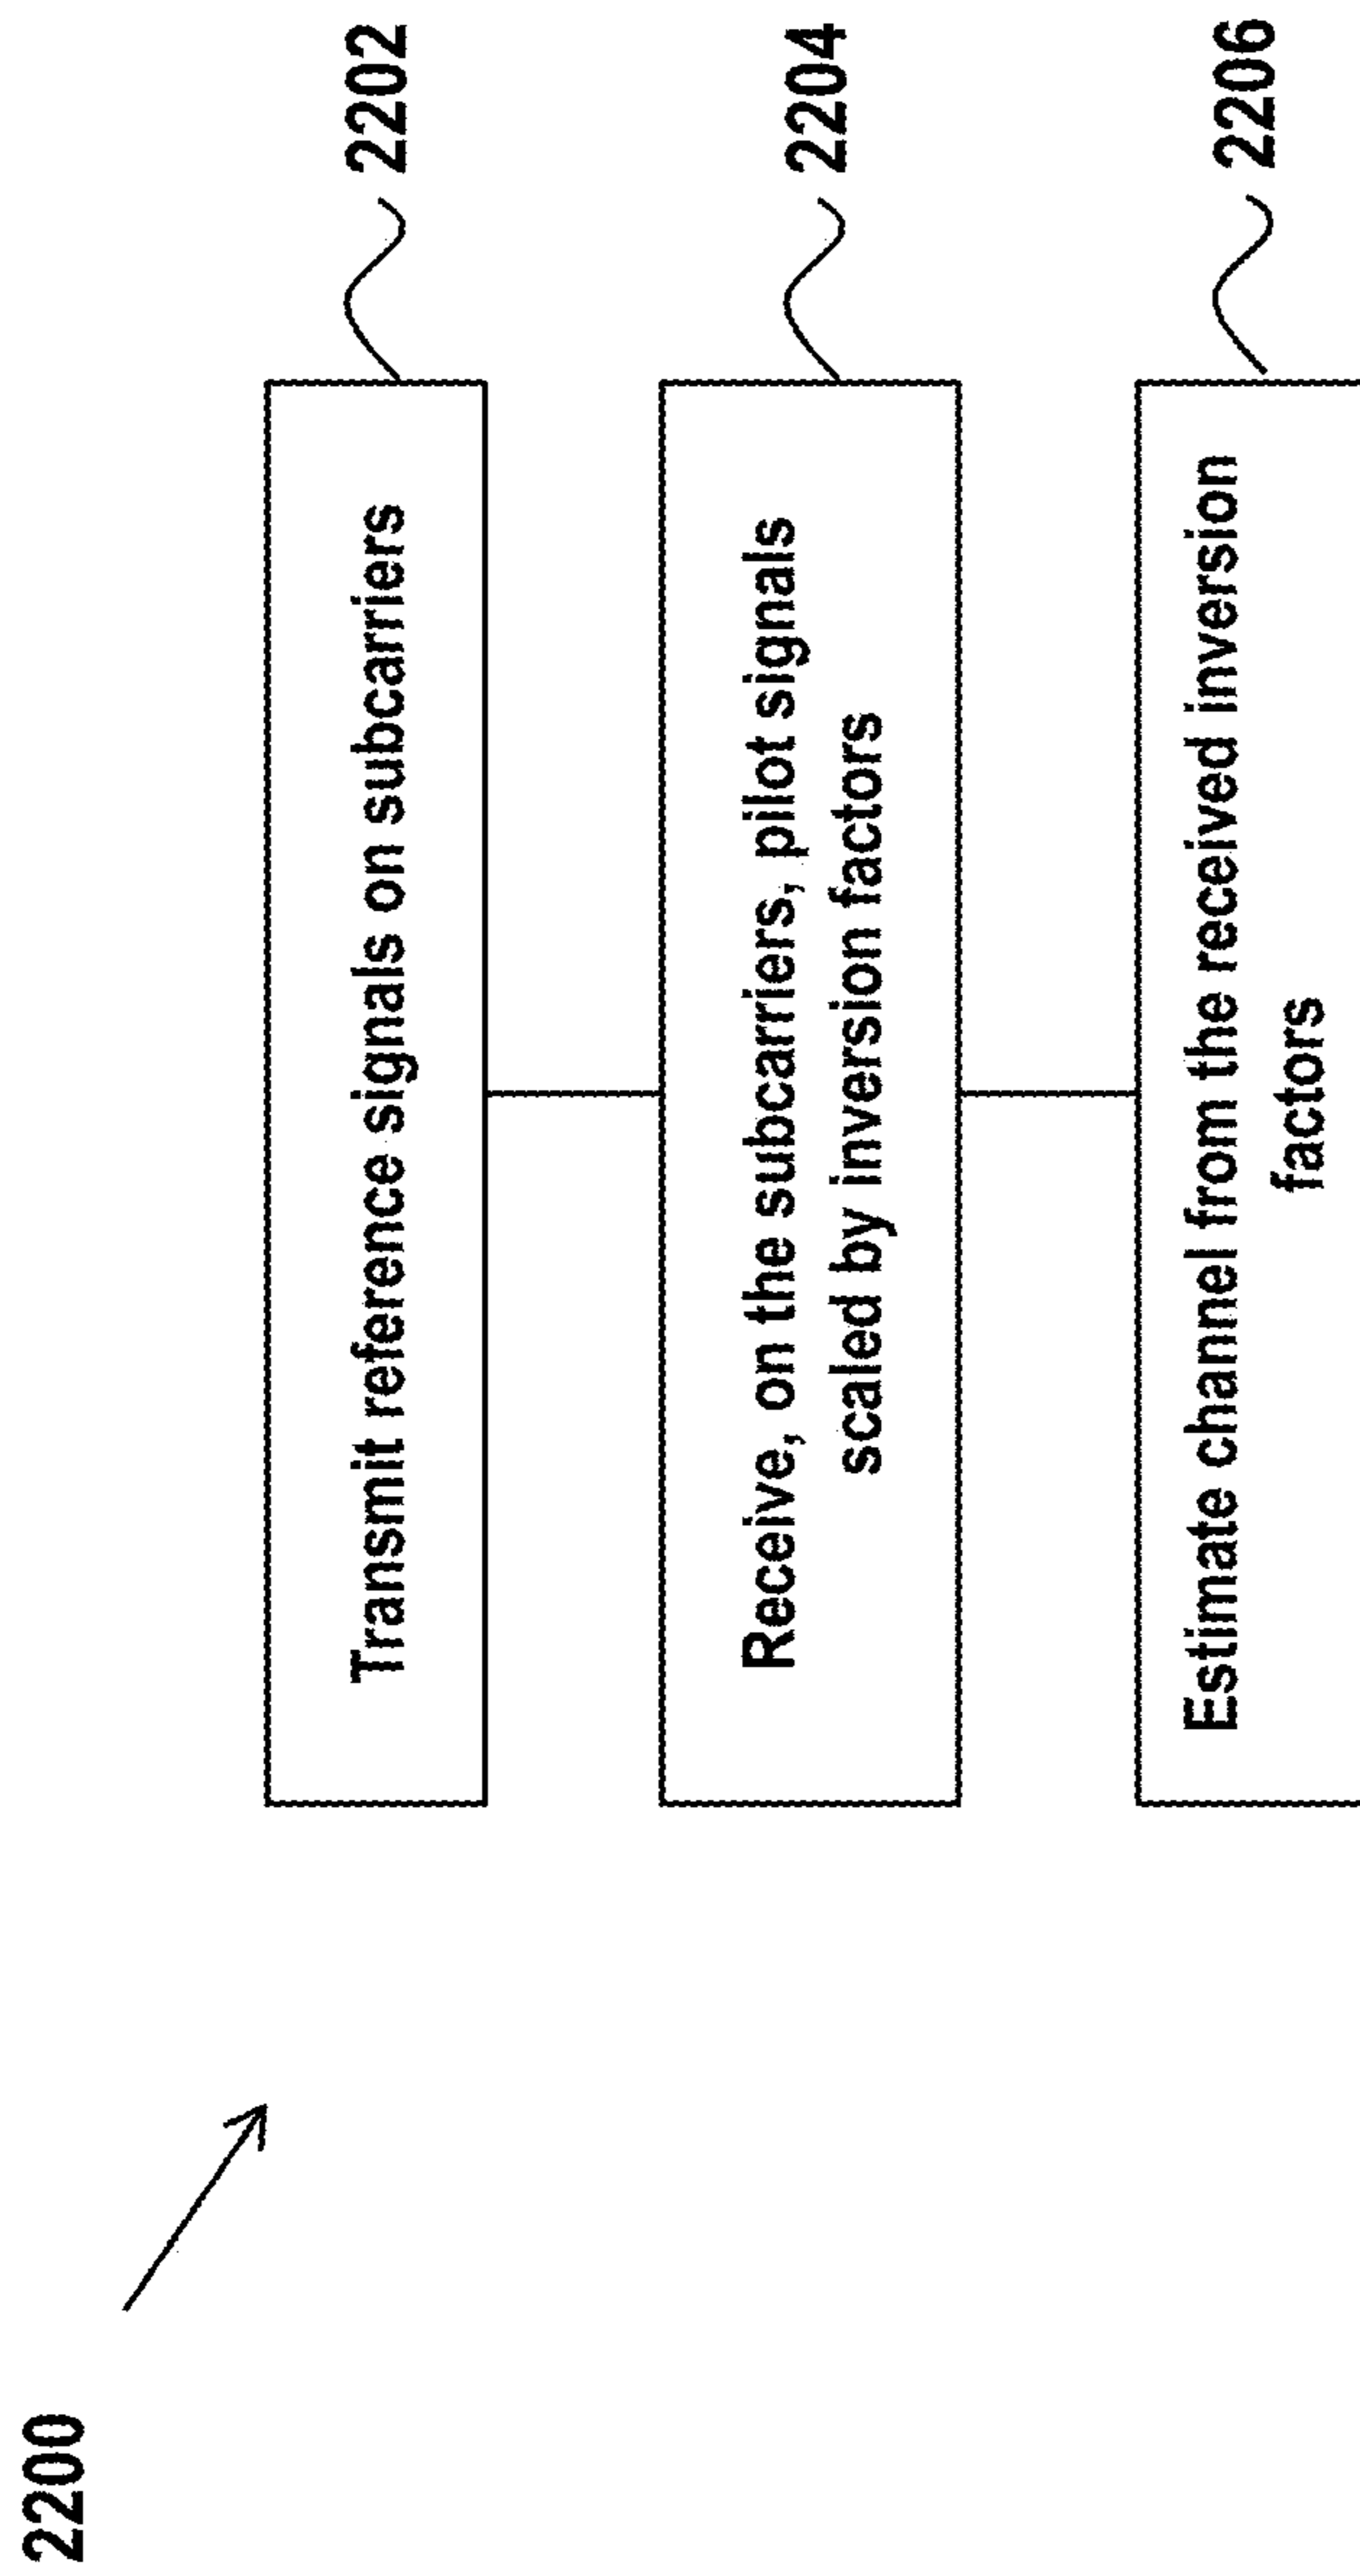 2200
Transmit reference signals on subcarriers
2202
Receive, on the subcarriers, pilot signals
scaled by inversion factors
2204
Estimate channel from the received inversion
factors
2206